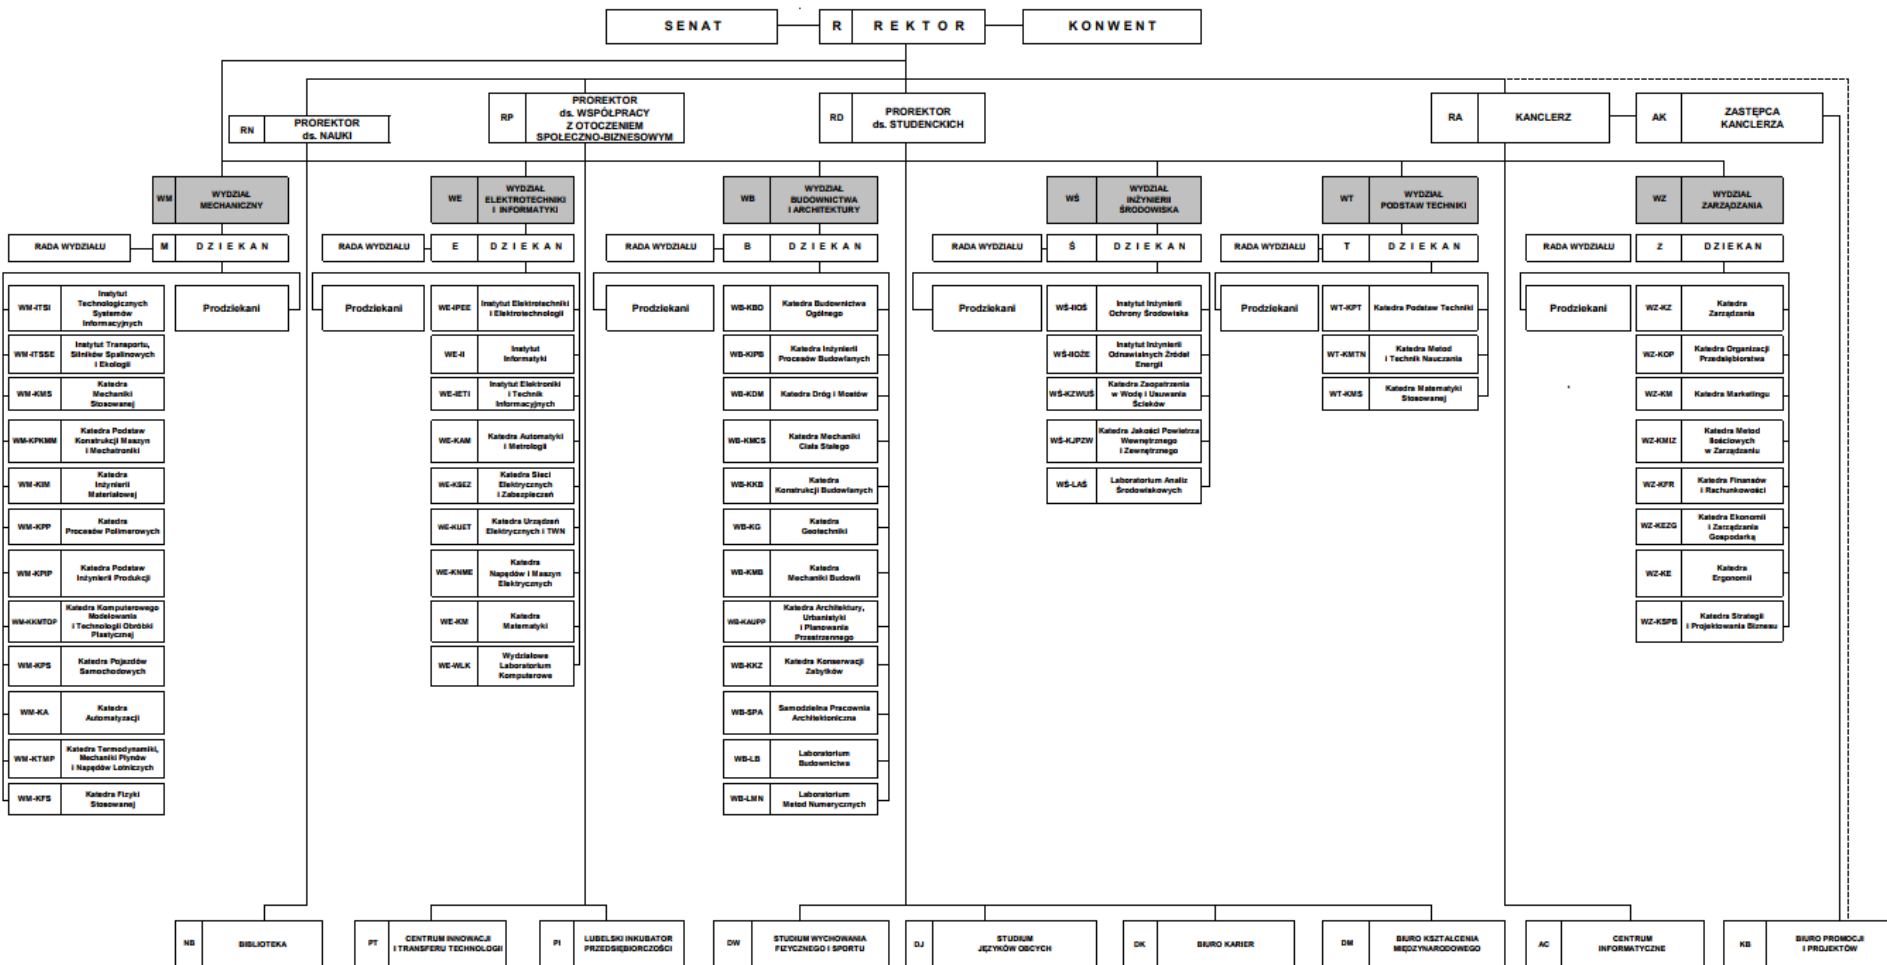 SENAT
R
REKTOR
KONWENT
RN
PROREKTOR
ds. NAUKI
RP
PROREKTOR
ds. WSPÓŁPRACY
Z OTOCZENIEM
SPOŁECZNO-BIZNESOWYM
RD
PROREKTOR
ds. STUDENCKICH
RA
KANCLERZ
AK
ZASTĘPCA
KANCLERZA
WM
WYDZIAŁ
MECHANICZNY
WE
WYDZIAŁ
ELEKTROTECHNIKI
I INFORMATYKI
WB
WYDZIAŁ
BUDOWNICTWA
I ARCHITEKTURY
WŚ
WYDZIAŁ
INŻYNIERII
ŚRODOWISKA
WT
WYDZIAŁ
PODSTAW TECHNIKI
WZ
WYDZIAŁ
ZARZĄDZANIA
RADA WYDZIAŁU
M
DZIEKAN
RADA WYDZIAŁU
E
DZIEKAN
RADA WYDZIAŁU
B
DZIEKAN
RADA WYDZIAŁU
Ś
DZIEKAN
RADA WYDZIAŁU
T
DZIEKAN
RADA WYDZIAŁU
Z
DZIEKAN
WM-ITSI
Instytut
Technologicznych
Systemów
Informacyjnych
Prodziekani
WM-ITSSE
Instytut Transportu,
Silników Spalinowych
i Ekologii
WM-KMS
Katedra
Mechaniki
Stosowanej
WM-KPKMM
Katedra Podstaw
Konstrukcji Maszyn
i Mechatroniki
WM-KIM
Katedra
Inżynierii
Materiałowej
WM-KPP
Katedra
Procesów Polimerowych
WM-KPIP
Katedra Podstaw
Inżynierii Produkcji
WM-KKMTOP
Katedra Komputerowego
Modelowania
i Technologii Obróbki
Plastycznej
WM-KPS
Katedra Pojazdów
Samochodowych
WM-KA
Katedra
Automatyzacji
WM-KTMP
Katedra Termodynamiki,
Mechaniki Płynów
i Napędów Lotniczych
WM-KFS
Katedra Fizyki
Stosowanej
Prodziekani
WE-IPEE
Instytut Elektrotechniki
i Elektrotechnologii
WE-II
Instytut
Informatyki
WE-IETI
Instytut Elektroniki
i Technik
Informacyjnych
WE-KAM
Katedra Automatyki
i Metrologii
WE-KSEZ
Katedra Sieci
Elektrycznych
i Zabezpieczeń
WE-KUET
Katedra Urządzeń
Elektrycznych i TWN
WE-KNME
Katedra
Napędów i Maszyn
Elektrycznych
WE-KM
Katedra
Matematyki
WE-WLK
Wydziałowe
Laboratorium
Komputerowe
Prodziekani
WB-KBO
Katedra Budownictwa
Ogólnego
WB-KIPB
Katedra Inżynierii
Procesów Budowlanych
WB-KDM
Katedra Dróg i Mostów
WB-KMCS
Katedra Mechaniki
Ciała Stałego
WB-KKB
Katedra
Konstrukcji Budowlanych
WB-KG
Katedra
Geotechniki
WB-KMB
Katedra
Mechaniki Budowli
WB-KAUPP
Katedra Architektury,
Urbanistyki
i Planowania
Przestrzennego
WB-KKZ
Katedra Konserwacji
Zabytków
WB-SPA
Samodzielna Pracownia
Architektoniczna
WB-LB
Laboratorium
Budownictwa
WB-LMN
Laboratorium
Metod Numerycznych
Prodziekani
WŚ-IIOŚ
Instytut Inżynierii
Ochrony Środowiska
WŚ-IIOŹE
Instytut Inżynierii
Odnawialnych Źródeł
Energii
WŚ-KZWUŚ
Katedra Zaopatrzenia
w Wodę i Usuwania
Ścieków
WŚ-KJPZW
Katedra Jakości Powietrza
Wewnętrznego
i Zewnętrznego
WŚ-LAŚ
Laboratorium Analiz
Środowiskowych
Prodziekani
WT-KPT
Katedra Podstaw Techniki
WT-KMTN
Katedra Metod
i Technik Nauczania
WT-KMS
Katedra Matematyki
Stosowanej
Prodziekani
WZ-KZ
Katedra
Zarządzania
WZ-KOP
Katedra Organizacji
Przedsiębiorstwa
WZ-KM
Katedra Marketingu
WZ-KMIZ
Katedra Metod
Ilościowych
w Zarządzaniu
WZ-KFR
Katedra Finansów
i Rachunkowości
WZ-KEZG
Katedra Ekonomii
i Zarządzania
Gospodarką
WZ-KE
Katedra
Ergonomii
WZ-KSPB
Katedra Strategii
i Projektowania Biznesu
NB
BIBLIOTEKA
PT
CENTRUM INNOWACJI
I TRANSFERU TECHNOLOGII
PI
LUBELSKI INKUBATOR
PRZEDSIĘBIORCZOŚCI
DW
STUDIUM WYCHOWANIA
FIZYCZNEGO I SPORTU
DJ
STUDIUM
JĘZYKÓW OBCYCH
DK
BIURO KARIER
DM
BIURO KSZTAŁCENIA
MIĘDZYNARODOWEGO
AC
CENTRUM
INFORMATYCZNE
KB
BIURO PROMOCJI
I PROJEKTÓW